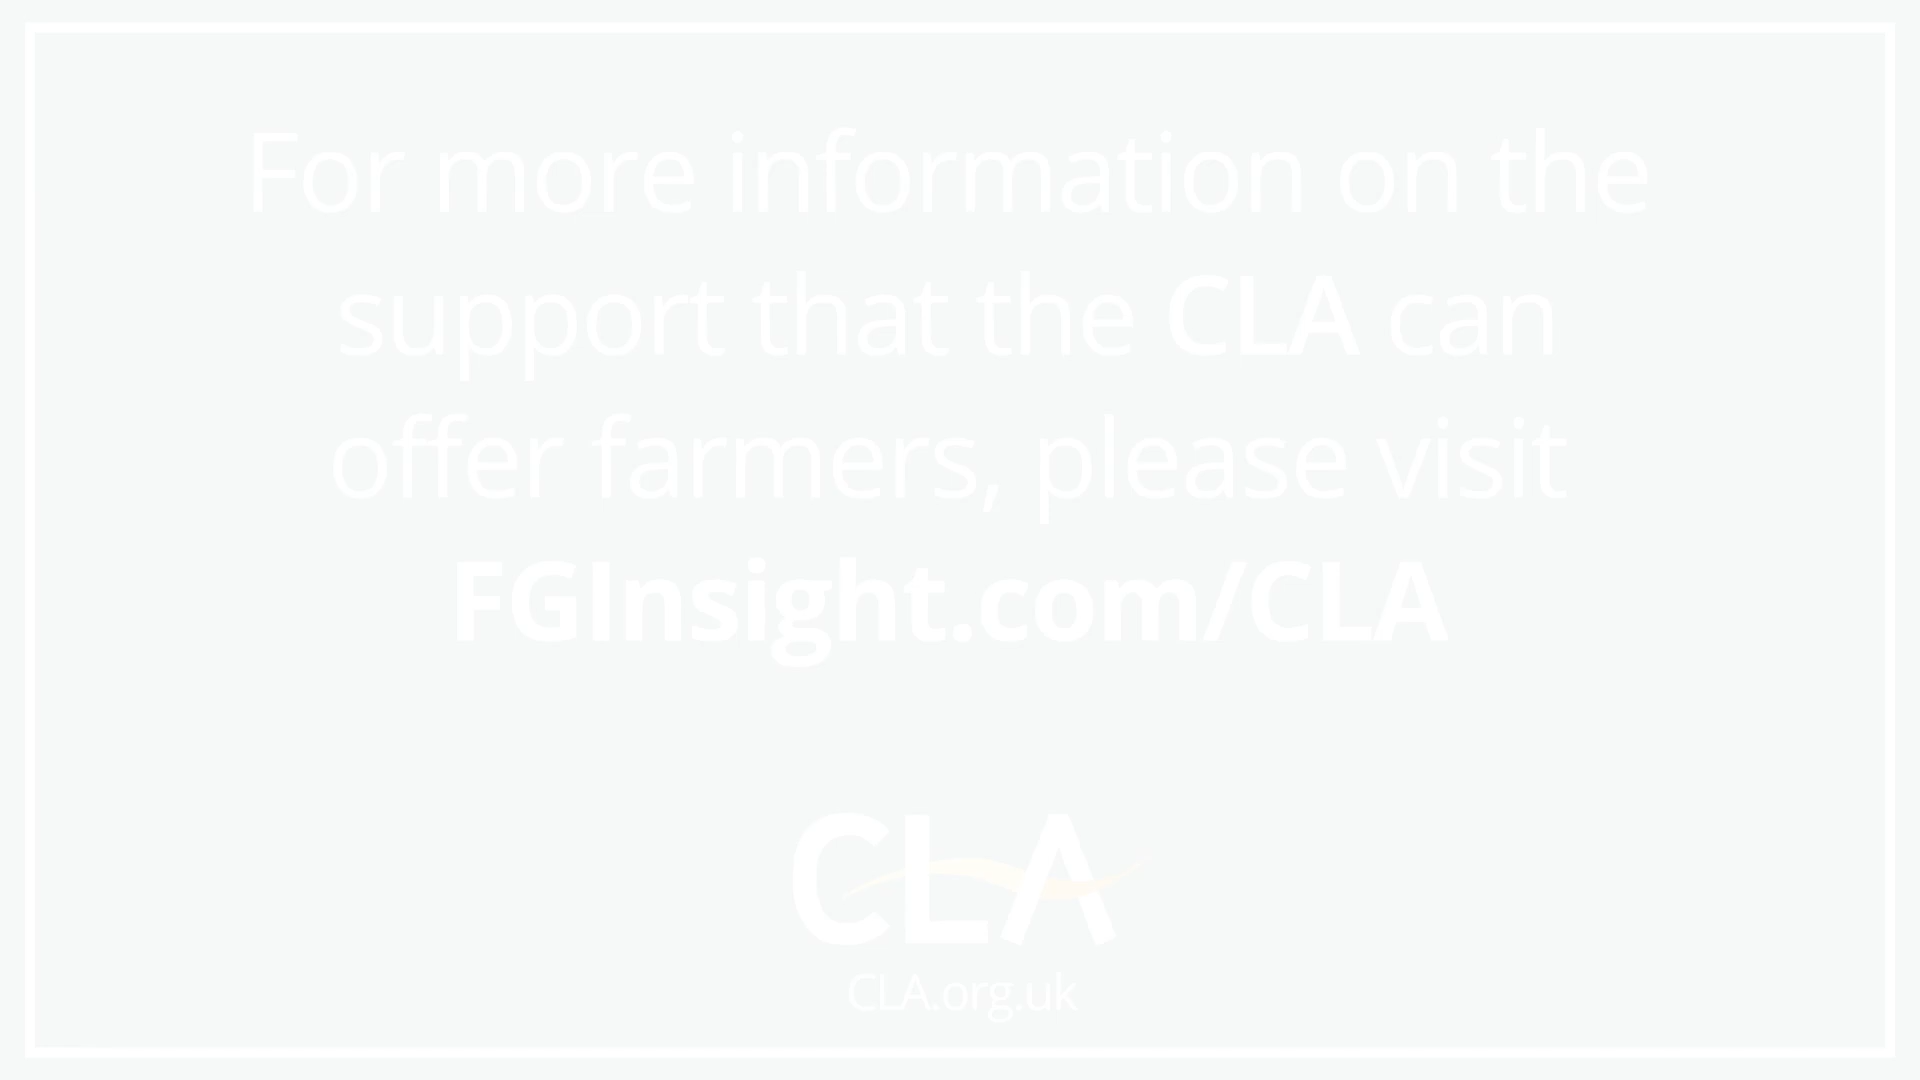 For more information on the
support that the CLA can
offer farmers, please visit
FGInsight.com/CLA
CLA
CLA.org.uk